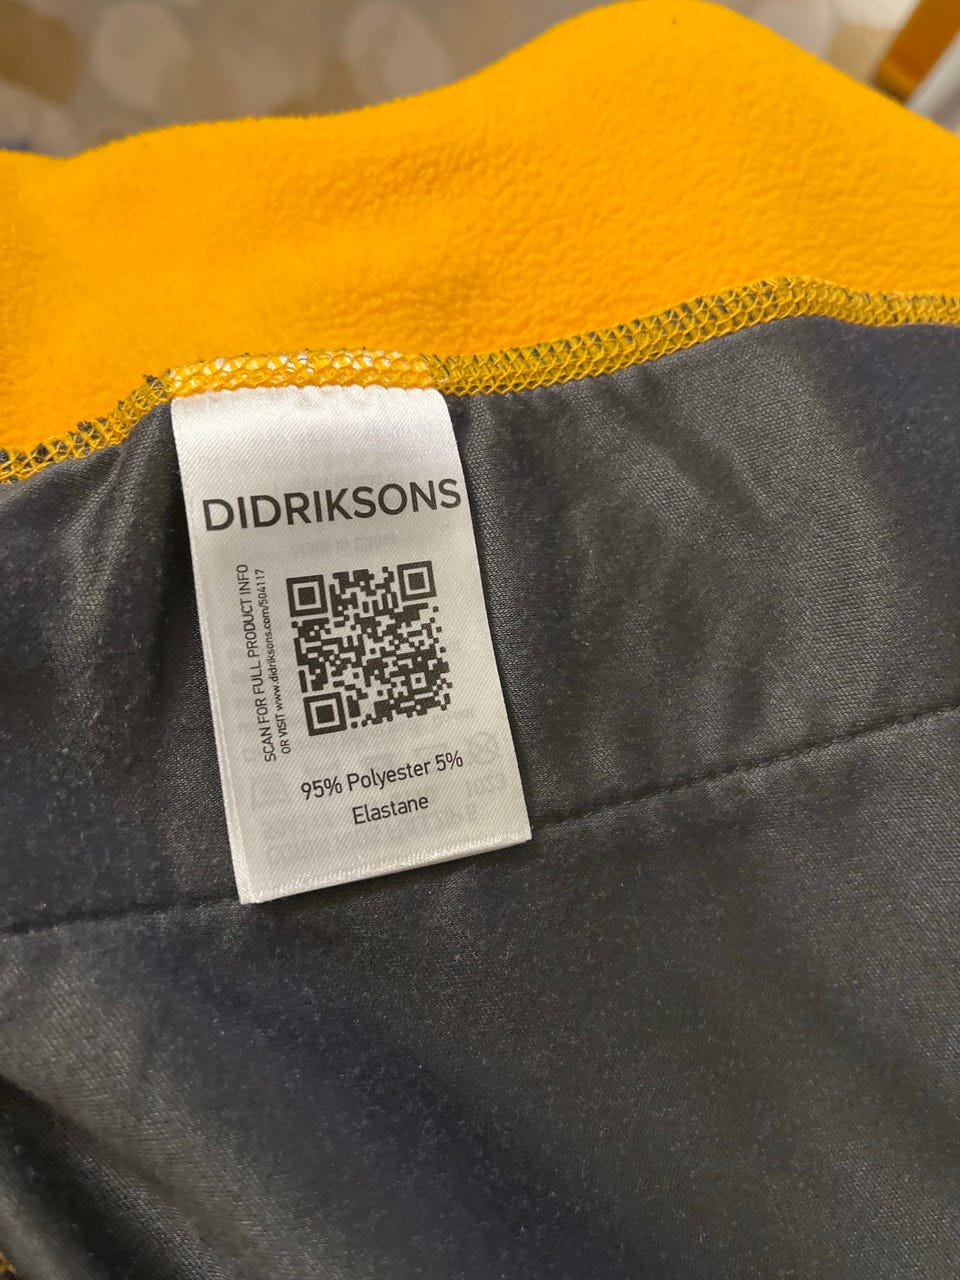 DIDRIKSONS
SCAN FOR FULL PRODUCT INFO
OR VISIT www.didriksons.com/504117
95% Polyester 5%
Elastane